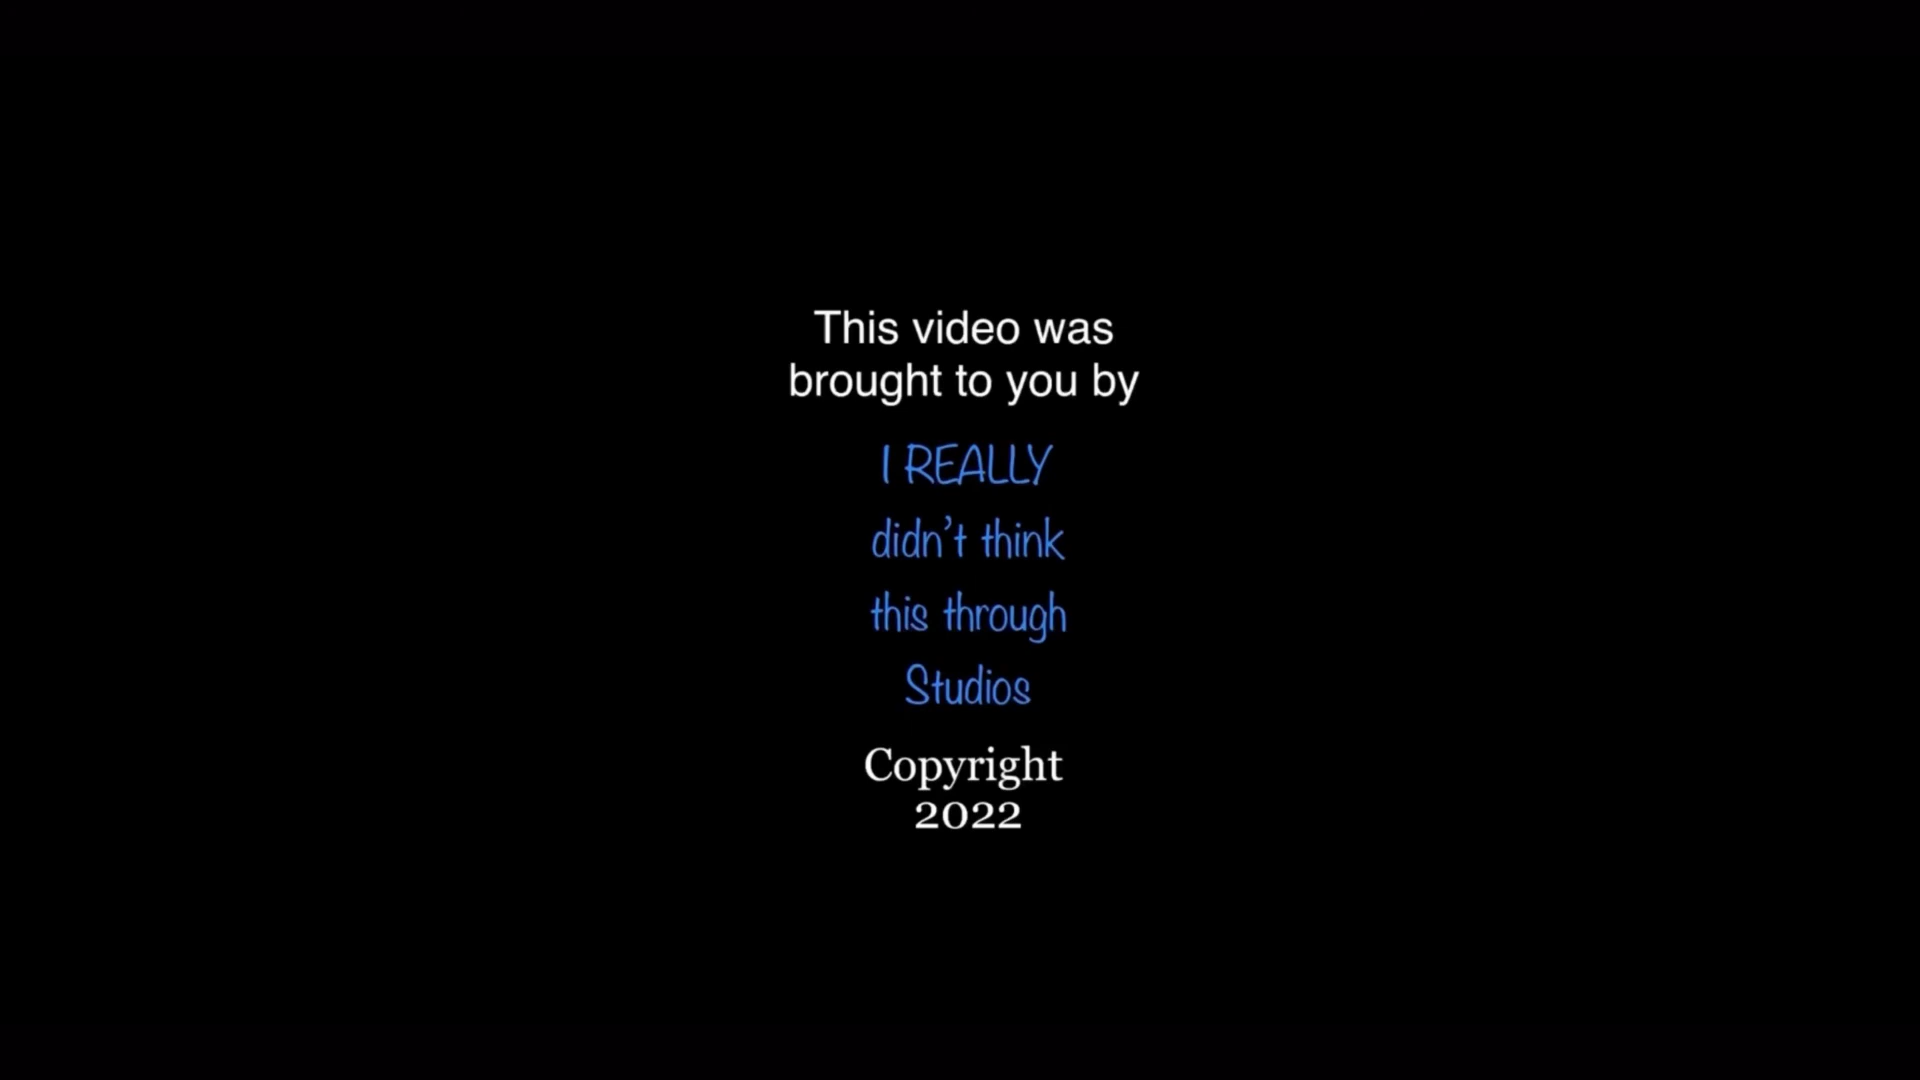 This video was
brought to you by
I REALLY
didn't think
this through
Studios
Copyright
2022